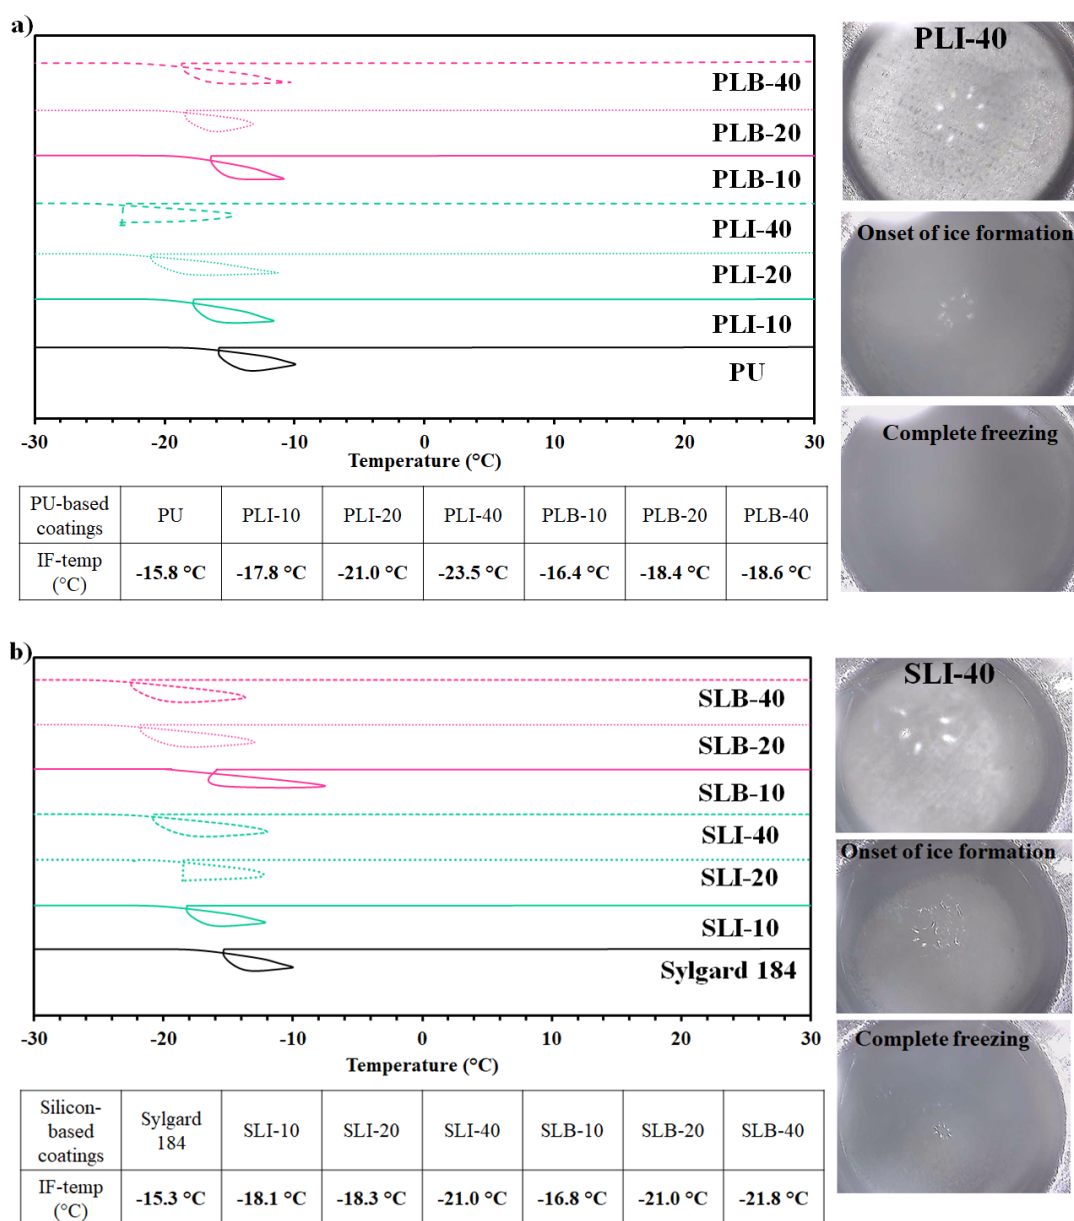 a)
PLB-40
PLB-20
PLB-10
PLI-40
PLI-20
PLI-10
PU
-30 -20 -10 0 10 20 30
Temperature (°C)
PLI-40
Onset of ice formation
Complete freezing
PU-based coatings PU PLI-10 PLI-20 PLI-40 PLB-10 PLB-20 PLB-40
IF-temp (°C) -15.8 °C -17.8 °C -21.0 °C -23.5 °C -16.4 °C -18.4 °C -18.6 °C
b)
SLB-40
SLB-20
SLB-10
SLI-40
SLI-20
SLI-10
Sylgard 184
-30 -20 -10 0 10 20 30
Temperature (°C)
SLI-40
Onset of ice formation
Complete freezing
Silicon-based coatings Sylgard 184 SLI-10 SLI-20 SLI-40 SLB-10 SLB-20 SLB-40
IF-temp (°C) -15.3 °C -18.1 °C -18.3 °C -21.0 °C -16.8 °C -21.0 °C -21.8 °C